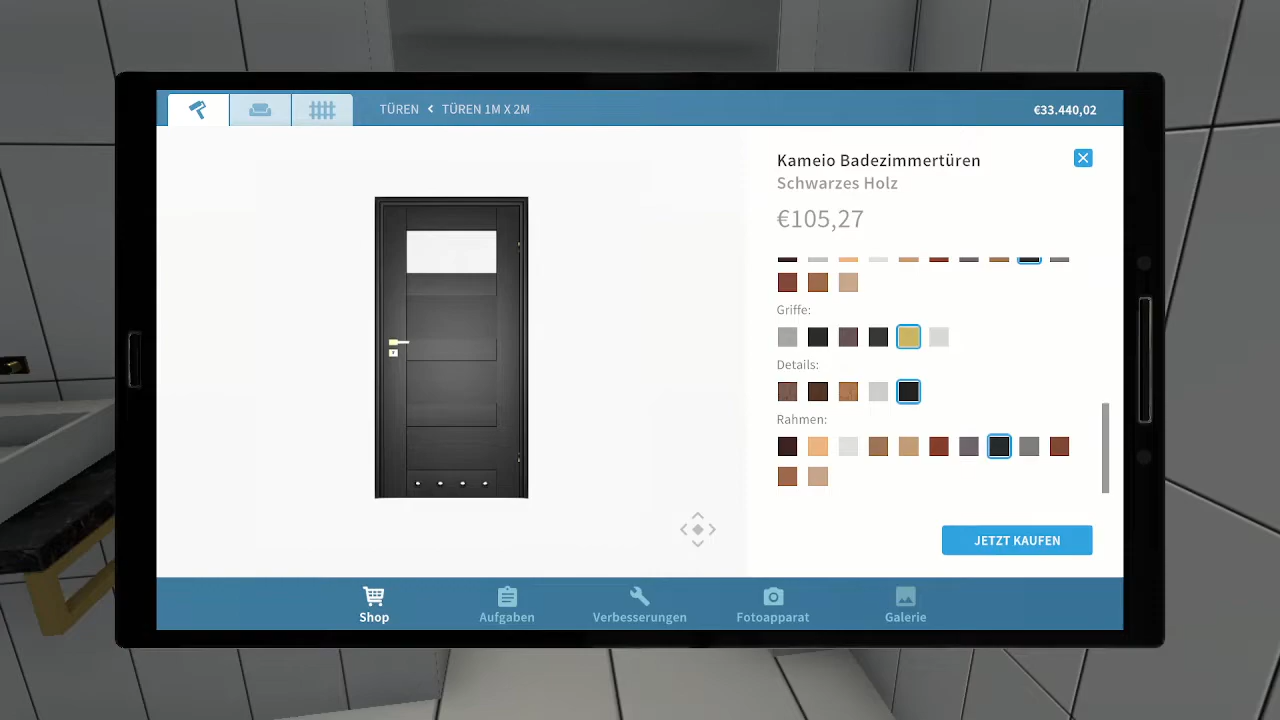 TÜREN < TÜREN 1M X 2M
€33.440,02
Kameio Badezimmertüren
Schwarzes Holz
€105,27
Griffe:
Details:
Rahmen:
JETZT KAUFEN
Shop
Aufgaben
Verbesserungen
Fotoapparat
Galerie